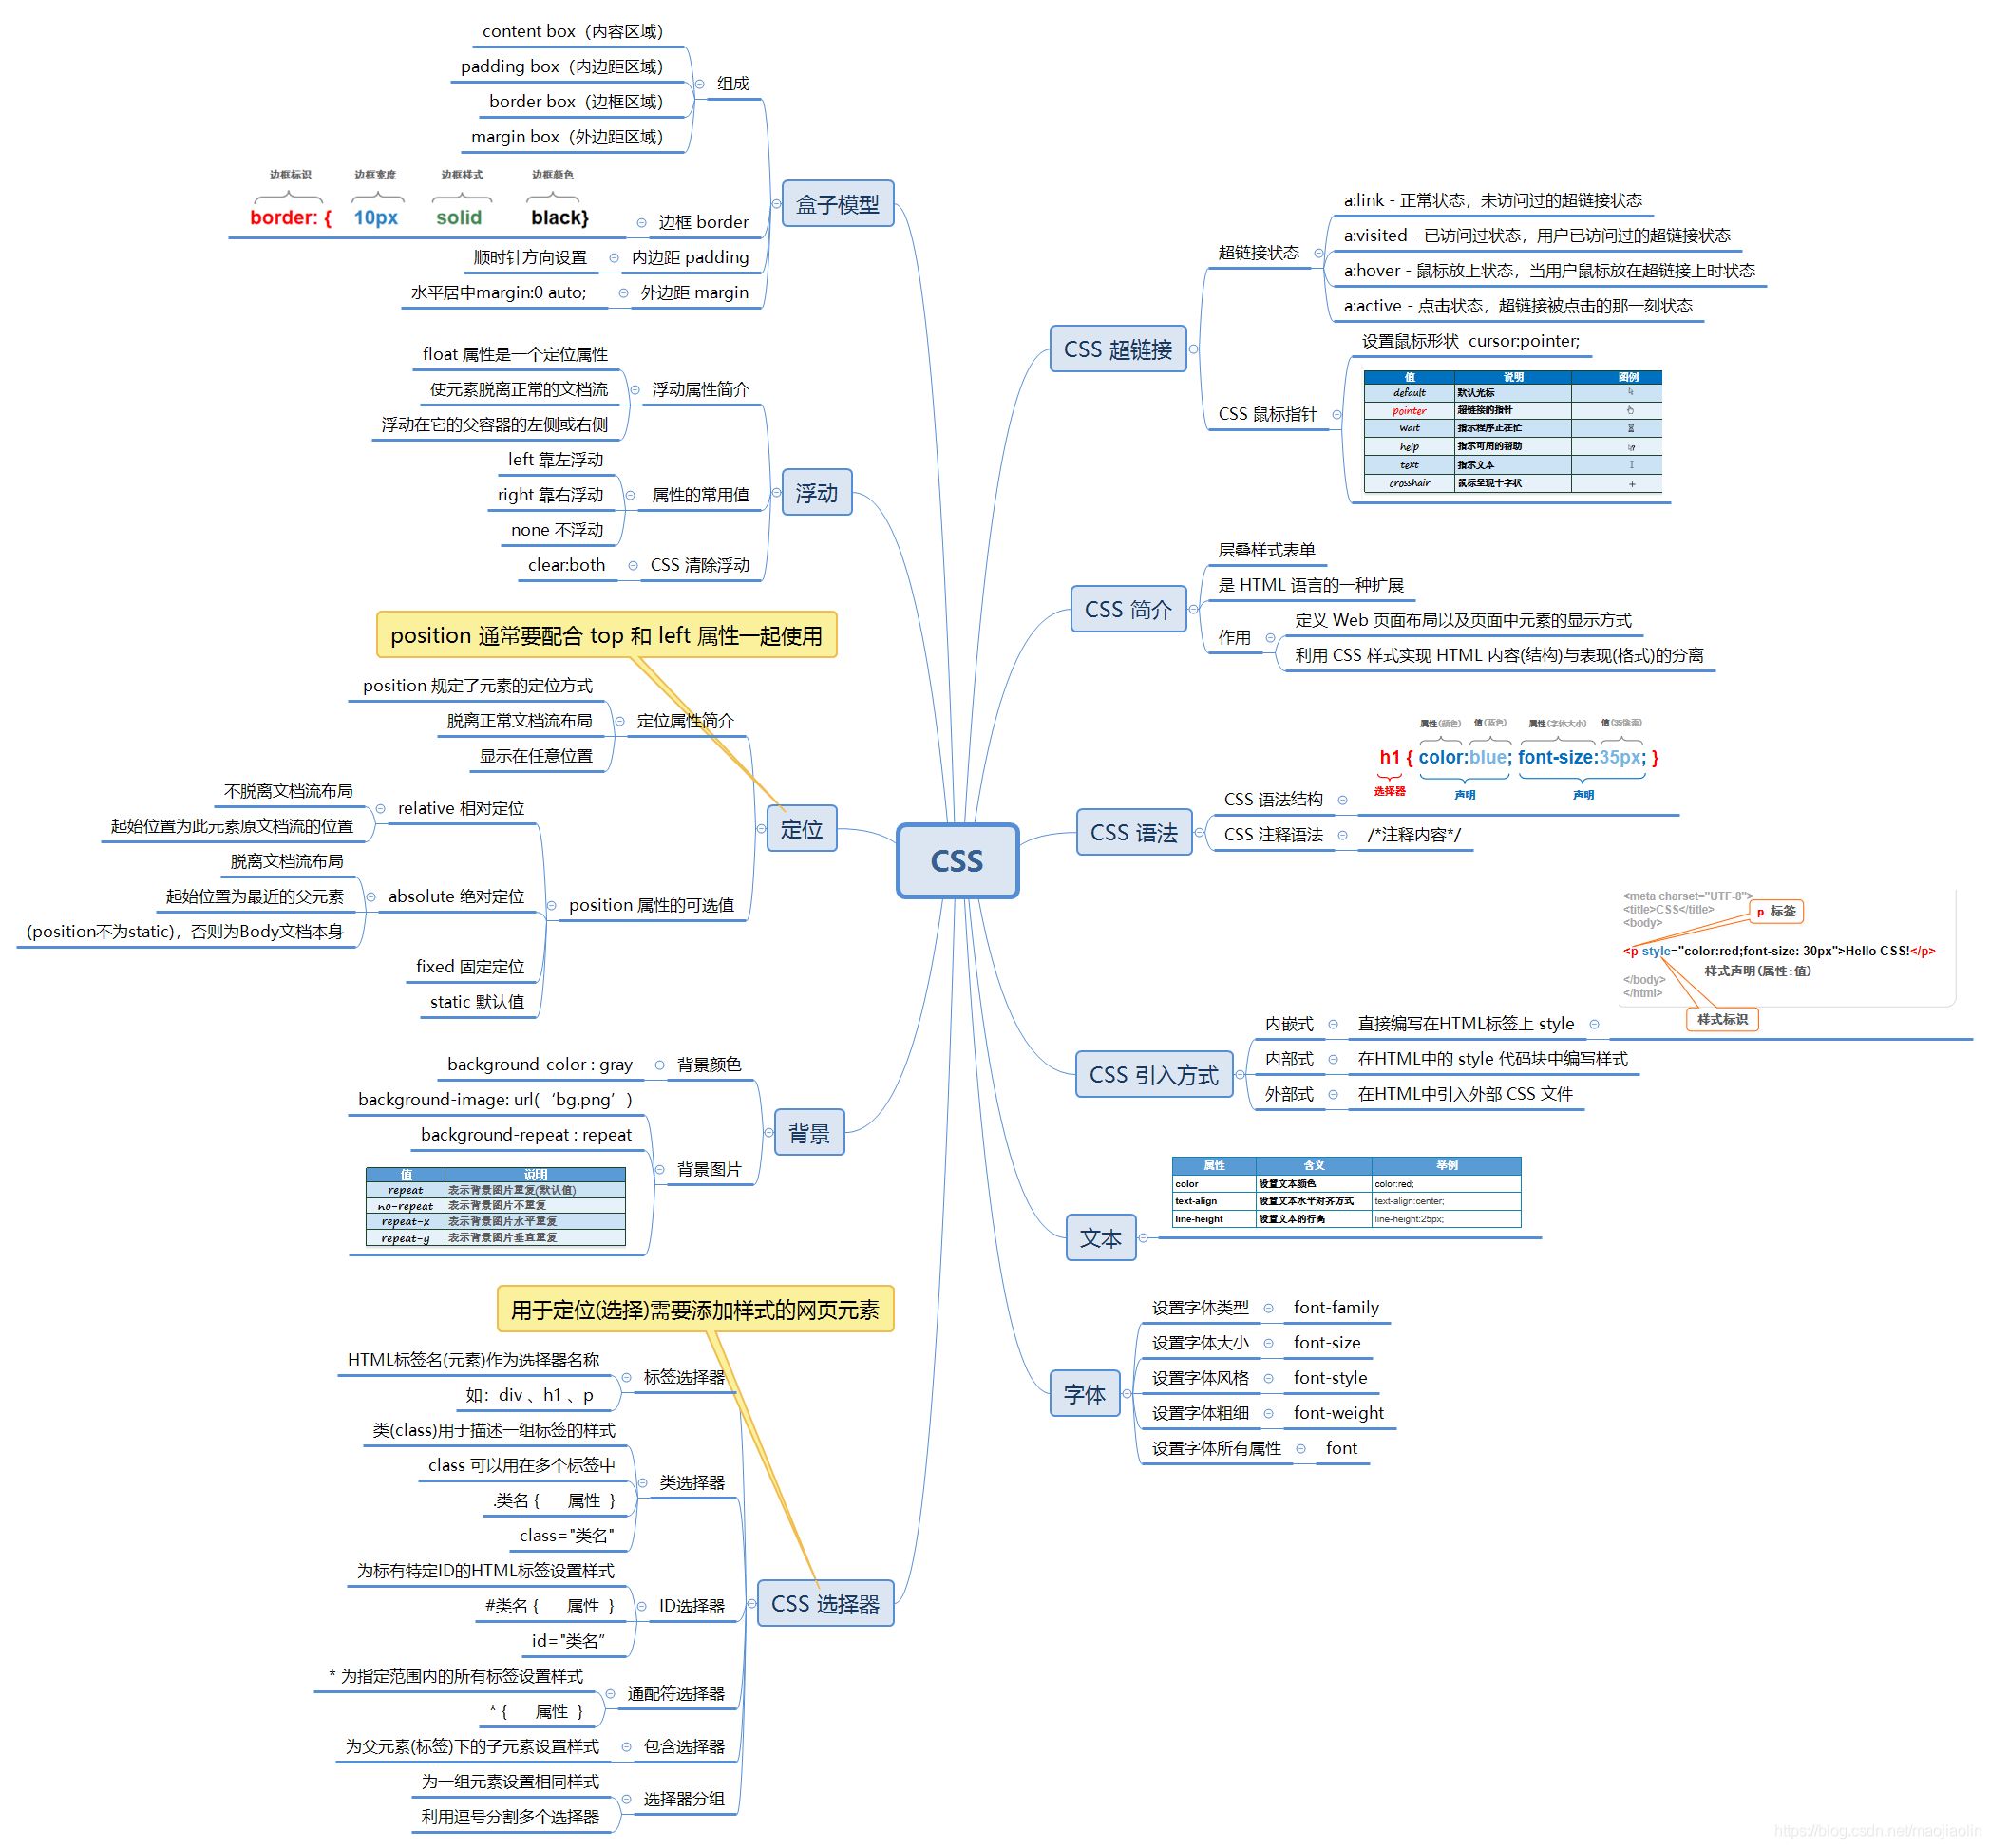 content box（内容区域）
padding box（内边距区域）
border box（边框区域）
margin box（外边距区域）
组成
边框标识 边框宽度 边框样式 边框颜色
border: { 10px solid black}
边框 border
顺时针方向设置
内边距 padding
水平居中margin:0 auto;
外边距 margin
盒子模型
float 属性是一个定位属性
使元素脱离正常的文档流
浮动在它的父容器的左侧或右侧
浮动属性简介
left 靠左浮动
right 靠右浮动
none 不浮动
属性的常用值
clear:both
CSS 清除浮动
浮动
position 通常要配合 top 和 left 属性一起使用
position 规定了元素的定位方式
脱离正常文档流布局
显示在任意位置
定位属性简介
不脱离文档流布局
起始位置为此元素原文档流的位置
relative 相对定位
脱离文档流布局
起始位置为最近的父元素
(position不为static)，否则为Body文档本身
absolute 绝对定位
fixed 固定定位
static 默认值
position 属性的可选值
定位
background-color : gray
背景颜色
background-image: url(‘bg.png’)
background-repeat : repeat
值 说明
repeat 表示背景图片重复(默认值)
no-repeat 表示背景图片不重复
repeat-x 表示背景图片水平重复
repeat-y 表示背景图片垂直重复
背景图片
背景
用于定位(选择)需要添加样式的网页元素
HTML标签名(元素)作为选择器名称
如：div 、h1 、p
标签选择器
类(class)用于描述一组标签的样式
class 可以用在多个标签中
.类名 { 属性 }
class="类名"
类选择器
为标有特定ID的HTML标签设置样式
#类名 { 属性 }
id="类名”
ID选择器
* 为指定范围内的所有标签设置样式
* { 属性 }
通配符选择器
为父元素(标签)下的子元素设置样式
包含选择器
为一组元素设置相同样式
利用逗号分割多个选择器
选择器分组
CSS 选择器
CSS
CSS 超链接
超链接状态
a:link - 正常状态，未访问过的超链接状态
a:visited - 已访问过状态，用户已访问过的超链接状态
a:hover - 鼠标放上状态，当用户鼠标放在超链接上时状态
a:active - 点击状态，超链接被点击的那一刻状态
CSS 鼠标指针
设置鼠标形状 cursor:pointer;
值 说明 图例
default 默认光标
pointer 超链接的指针
wait 指示程序正在忙
help 指示可用的帮助
text 指示文本
crosshair 鼠标呈现十字状
CSS 简介
层叠样式表单
是 HTML 语言的一种扩展
作用
定义 Web 页面布局以及页面中元素的显示方式
利用 CSS 样式实现 HTML 内容(结构)与表现(格式)的分离
CSS 语法
CSS 语法结构
属性(颜色) 值(蓝色) 属性(字体大小) 值(35像素)
h1 { color:blue; font-size:35px; }
选择器 声明 声明
CSS 注释语法
/*注释内容*/
CSS 引入方式
内嵌式
直接编写在HTML标签上 style
<meta charset="UTF-8">
<title>CSS</title>
p 标签
<body>
<p style="color:red;font-size: 30px">Hello CSS!</p>
样式声明(属性:值)
</body>
</html>
样式标识
内部式
在HTML中的 style 代码块中编写样式
外部式
在HTML中引入外部 CSS 文件
文本
属性 含义 举例
color 设置文本颜色 color:red;
text-align 设置文本水平对齐方式 text-align:center;
line-height 设置文本的行高 line-height:25px;
字体
设置字体类型 font-family
设置字体大小 font-size
设置字体风格 font-style
设置字体粗细 font-weight
设置字体所有属性 font
https://blog.csdn.net/maojiaolin